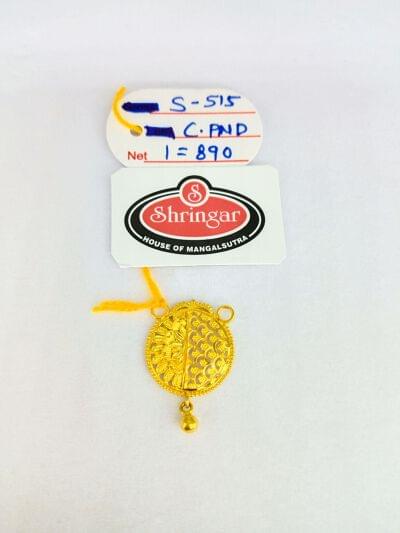 S-515
C.PND
Net 1=890
S
Shringar
HOUSE OF MANGALSUTRA